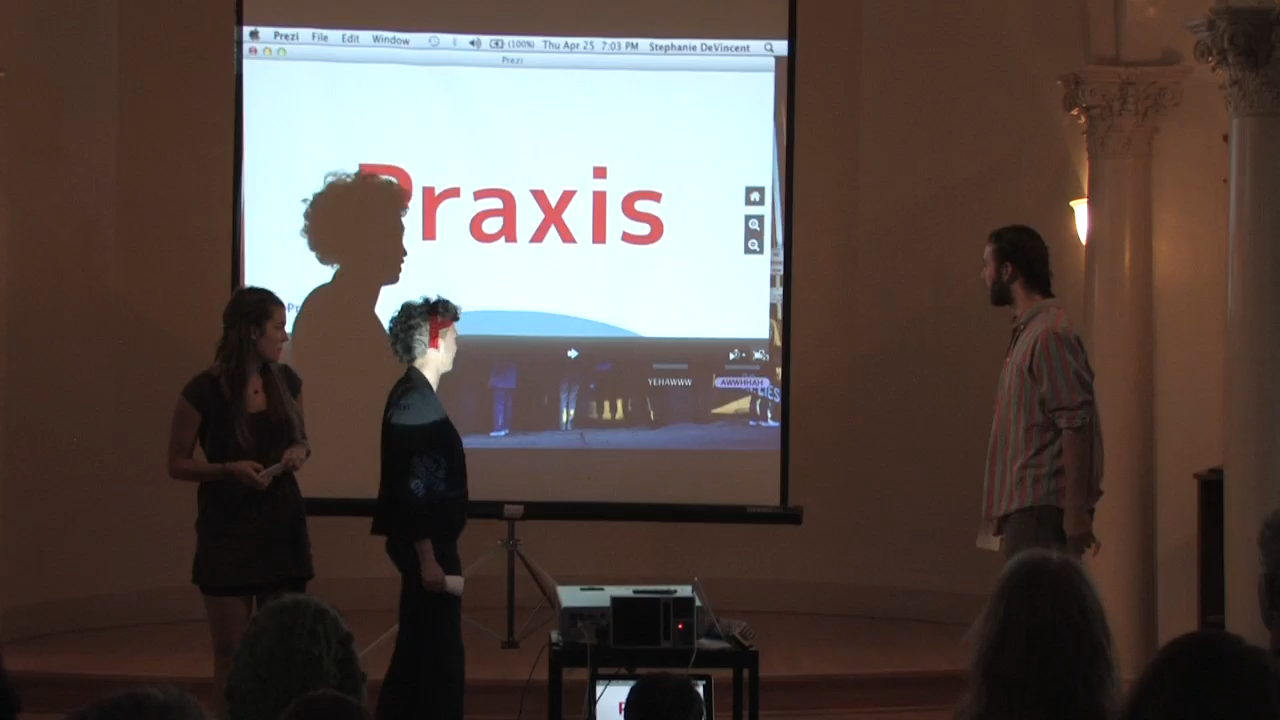 Prezi File Edit Window (100%) Thu Apr 25 7:03 PM Stephanie DeVincent
Prezi
Praxis
YEHAWWW
AWWHHAH